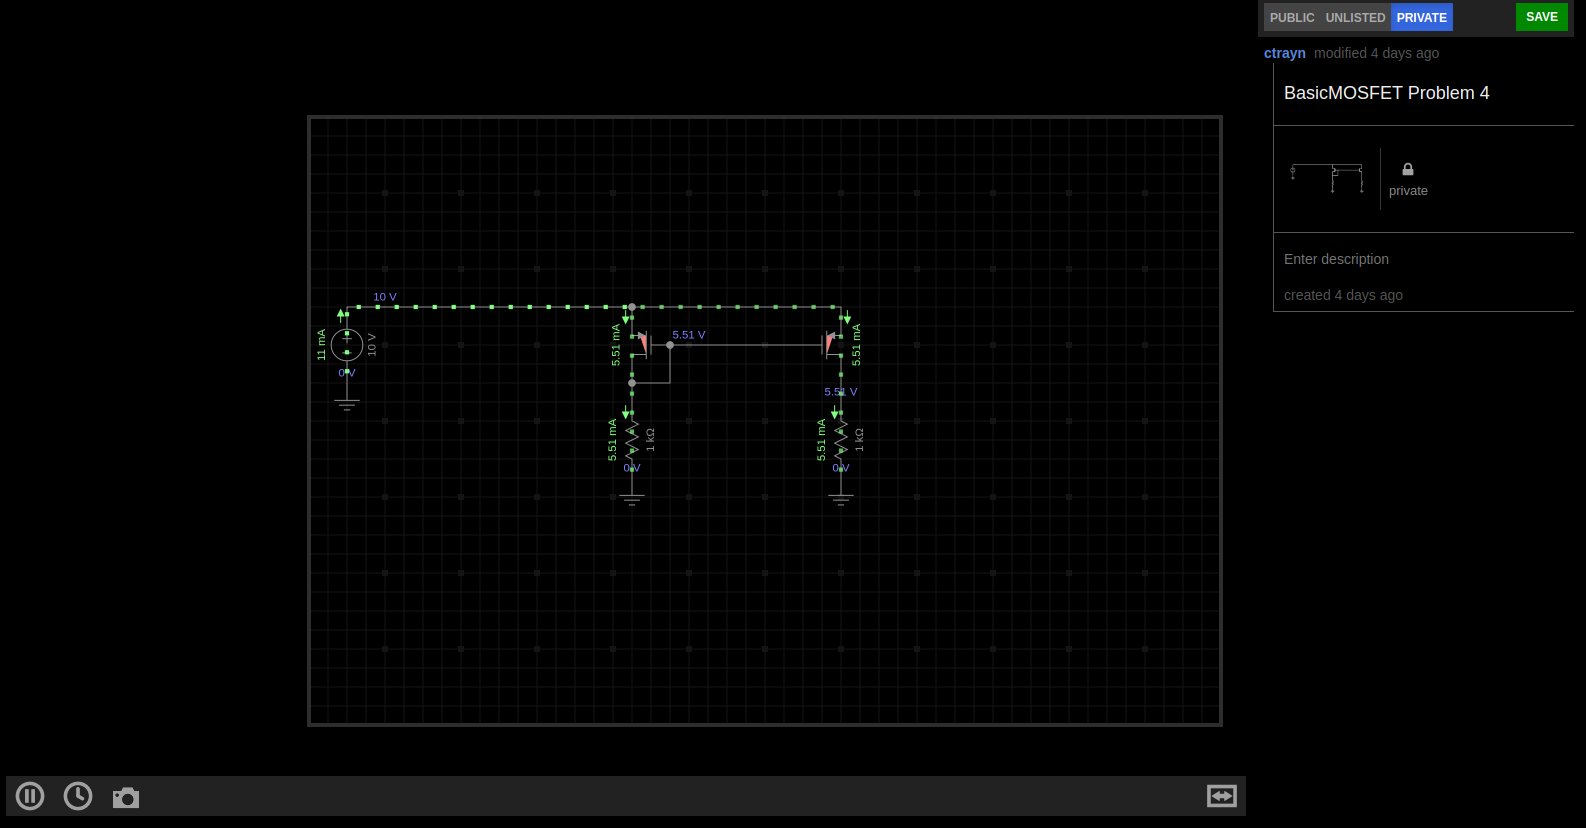 PUBLIC UNLISTED PRIVATE SAVE
ctrayn modified 4 days ago
BasicMOSFET Problem 4
private
Enter description
created 4 days ago
10 V
11 mA
10 V
0 V
5.51 mA
5.51 V
5.51 mA
5.51 V
5.51 mA
1 kΩ
0 V
5.51 mA
1 kΩ
0 V